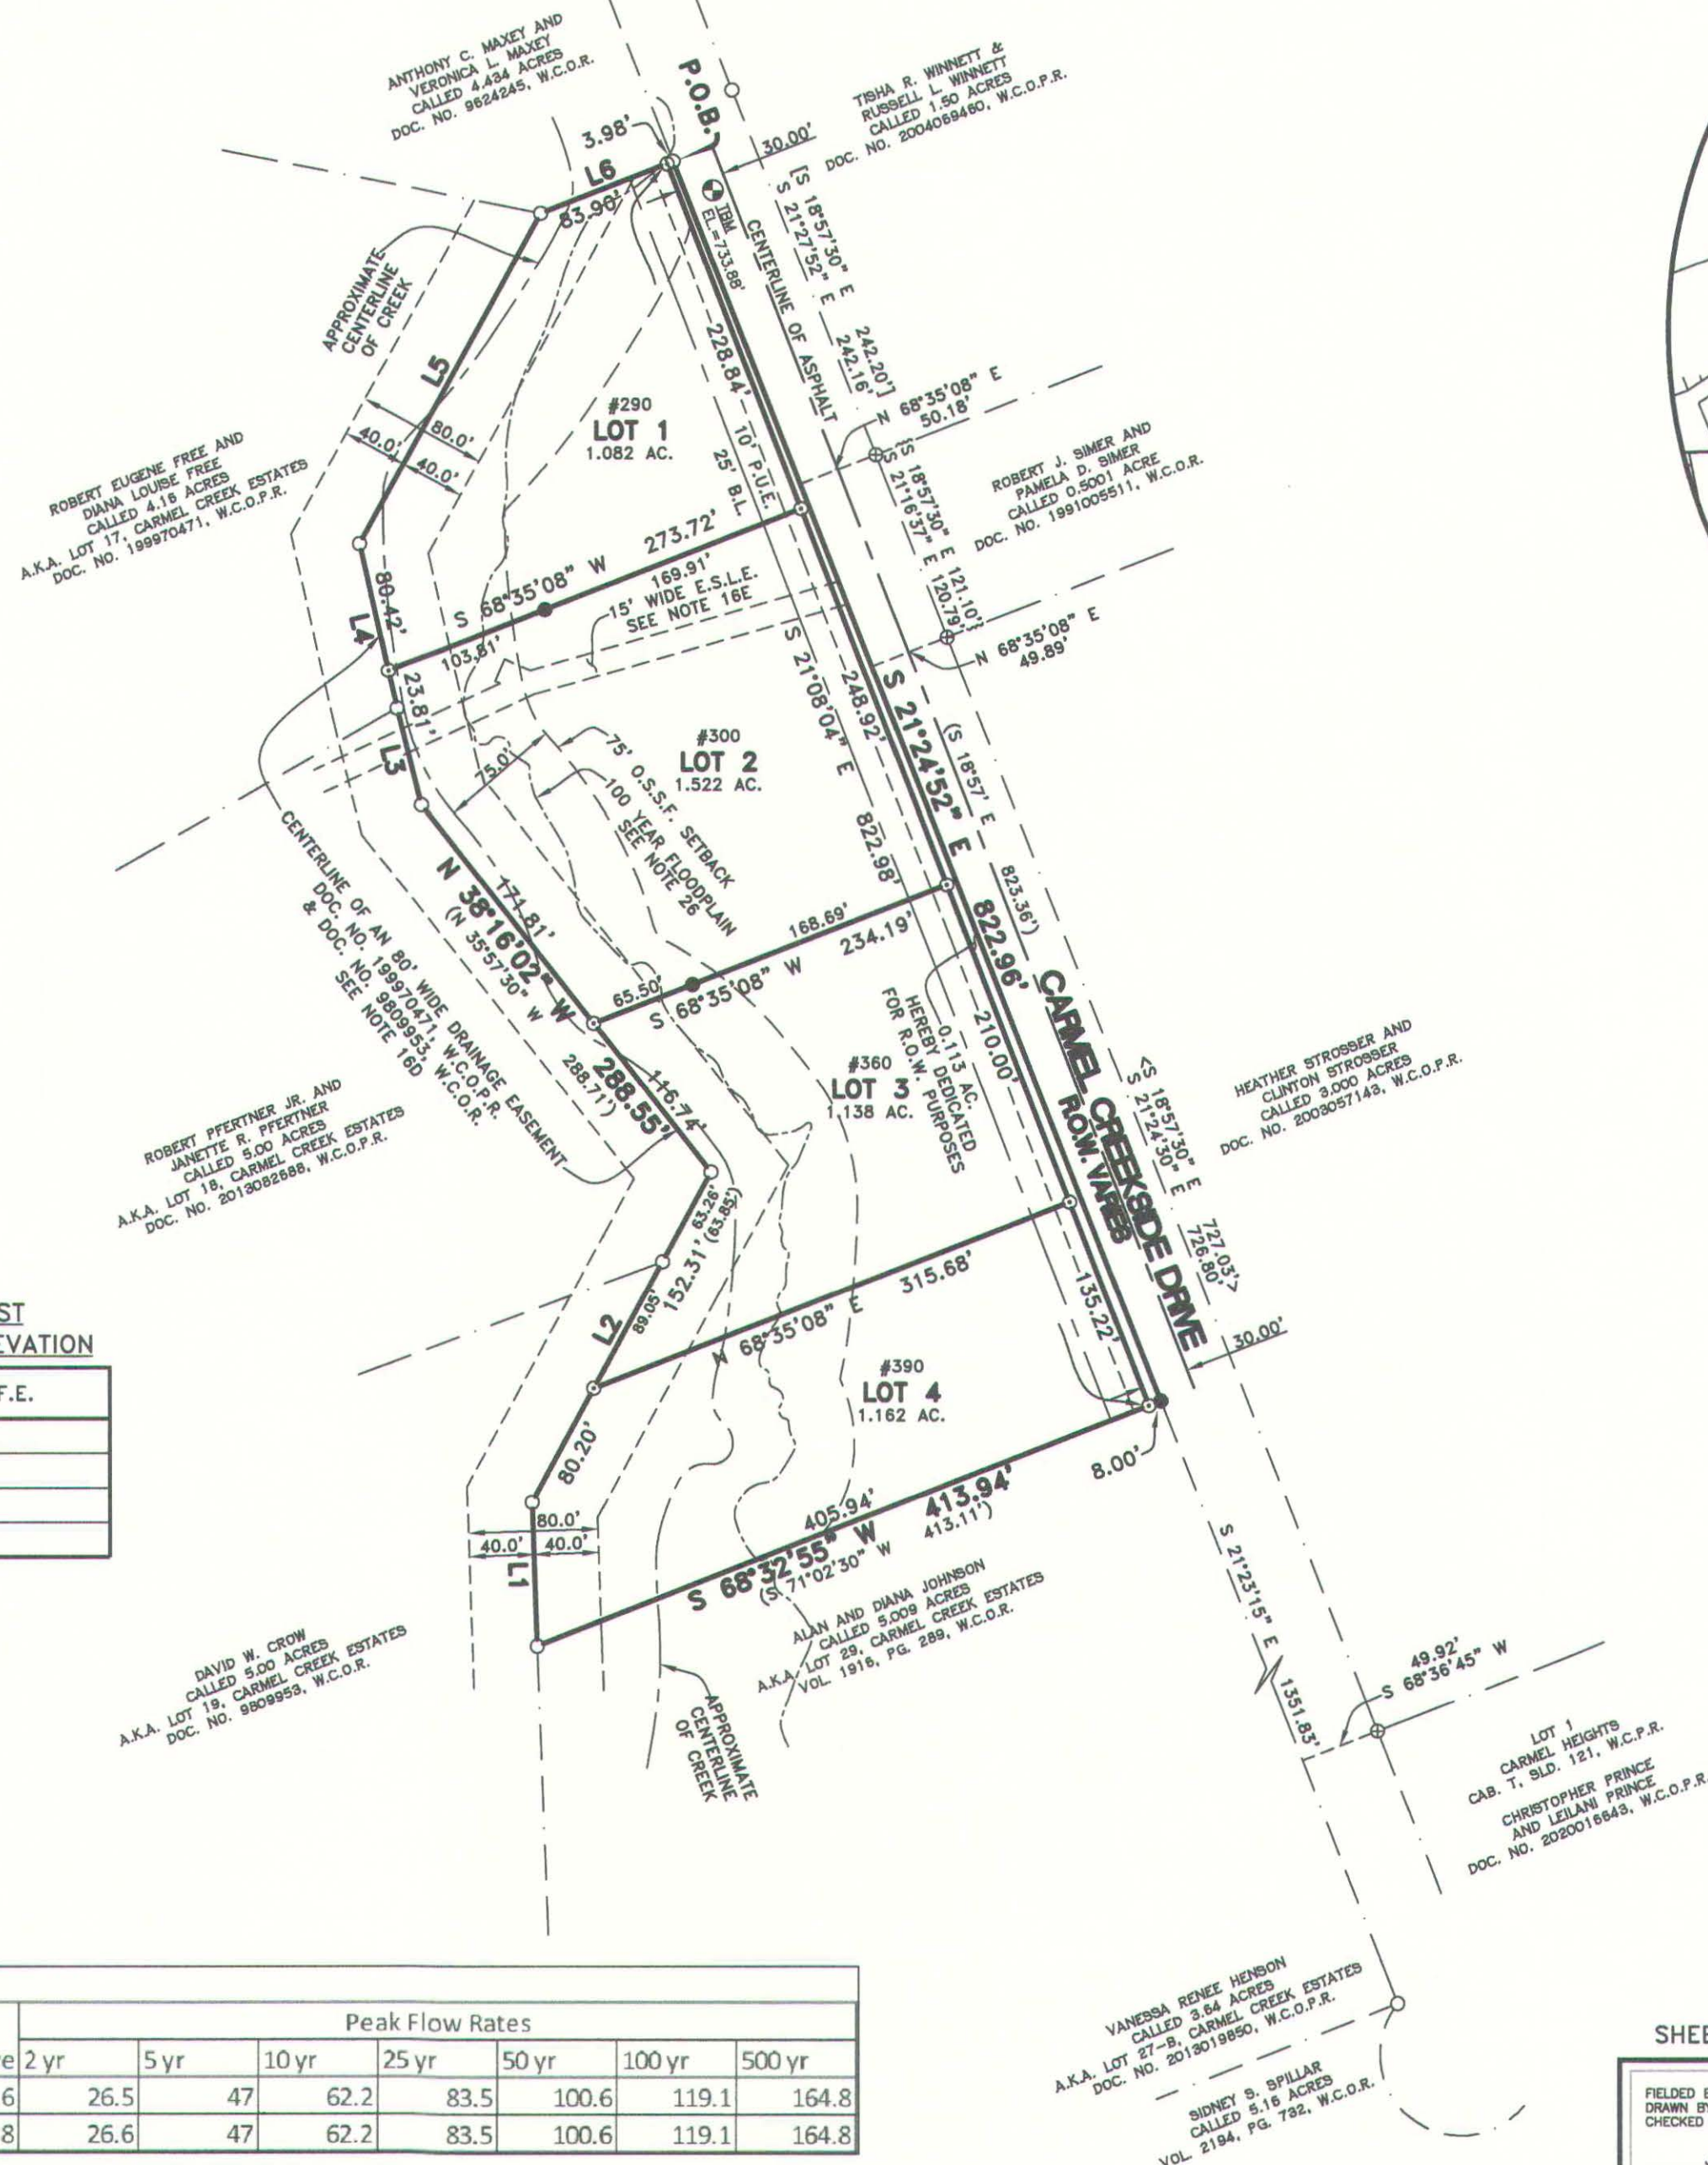 ANTHONY C. MAXEY AND
VERONICA L. MAXEY
CALLED 4.434 ACRES
DOC. NO. 9624245, W.C.O.R.
P.O.B.
TISHA R. WINNETT &
RUSSELL L. WINNETT
CALLED 1.50 ACRES
DOC. NO. 2004069460, W.C.O.P.R.
3.98'
30.00'
L6
83.90'
TBM
EL.=733.88'
CENTERLINE OF ASPHALT
[S 18°57'30" E 242.20']
S 21°27'52" E 242.16'
APPROXIMATE
CENTERLINE
OF CREEK
L5
80.0'
40.0'
40.0'
228.84'
10' P.U.E.
25' B.L.
#290
LOT 1
1.082 AC.
N 68°35'08" E
50.18'
ROBERT EUGENE FREE AND
DIANA LOUISE FREE
CALLED 4.16 ACRES
A.K.A. LOT 17, CARMEL CREEK ESTATES
DOC. NO. 199970471, W.C.O.P.R.
ROBERT J. SIMER AND
PAMELA D. SIMER
CALLED 0.5001 ACRE
DOC. NO. 1991005511, W.C.O.R.
{S 18°57'30" E 121.10'}
S 21°16'37" E 120.79'
80.42'
L4
S 68°35'08" W 273.72'
169.91'
103.81'
15' WIDE E.S.L.E.
SEE NOTE 16E
N 68°35'08" E
49.89'
23.81'
L3
S 21°08'04" E 822.98'
248.92'
S 21°24'52" E 822.96'
(S 18°57' E 823.36')
#300
LOT 2
1.522 AC.
75.0'
75' O.S.S.F. SETBACK
100 YEAR FLOODPLAIN
SEE NOTE 26
171.81'
N 38°16'02" W 288.55'
(N 35°57'30" W 288.71')
CENTERLINE OF AN 80' WIDE DRAINAGE EASEMENT
DOC. NO. 199970471, W.C.O.P.R.
& DOC. NO. 9809953, W.C.O.R.
SEE NOTE 16D
168.69'
65.50'
S 68°35'08" W 234.19'
CARMEL CREEKSIDE DRIVE
R.O.W. VARIES
210.00'
0.113 AC.
HEREBY DEDICATED
FOR R.O.W. PURPOSES
#360
LOT 3
1.138 AC.
116.74'
<S 18°57'30" E 727.03'>
S 21°24'30" E 726.80'
HEATHER STROSSER AND
CLINTON STROSSER
CALLED 3.000 ACRES
DOC. NO. 2003057143, W.C.O.P.R.
ROBERT PFERTNER JR. AND
JANETTE R. PFERTNER
CALLED 5.00 ACRES
A.K.A. LOT 18, CARMEL CREEK ESTATES
DOC. NO. 2013082688, W.C.O.P.R.
63.26'
(63.85')
152.31'
89.05'
L2
N 68°35'08" E 315.68'
135.22'
30.00'
#390
LOT 4
1.162 AC.
8.00'
80.20'
80.0'
40.0'
40.0'
L1
405.94'
S 68°32'55" W 413.94'
(S 71°02'30" W 413.11')
ALAN AND DIANA JOHNSON
CALLED 5.009 ACRES
A.K.A. LOT 29, CARMEL CREEK ESTATES
VOL. 1916, PG. 289, W.C.O.R.
DAVID W. CROW
CALLED 5.00 ACRES
A.K.A. LOT 19, CARMEL CREEK ESTATES
DOC. NO. 9809953, W.C.O.R.
APPROXIMATE
CENTERLINE
OF CREEK
S 21°23'15" E 1351.83'
49.92'
S 68°36'45" W
LOT 1
CARMEL HEIGHTS
CAB. T, SLD. 121, W.C.P.R.
CHRISTOPHER PRINCE
AND LEILANI PRINCE
DOC. NO. 2020016643, W.C.O.P.R.
VANESSA RENEE HENSON
CALLED 3.64 ACRES
A.K.A. LOT 27-B, CARMEL CREEK ESTATES
DOC. NO. 2013019850, W.C.O.P.R.
SIDNEY S. SPILLAR
CALLED 5.16 ACRES
VOL. 2194, PG. 732, W.C.O.R.
ST
EVATION
F.E.
Peak Flow Rates
e 2 yr 5 yr 10 yr 25 yr 50 yr 100 yr 500 yr
6 26.5 47 62.2 83.5 100.6 119.1 164.8
8 26.6 47 62.2 83.5 100.6 119.1 164.8
SHEE
FIELDED B
DRAWN BY
CHECKED